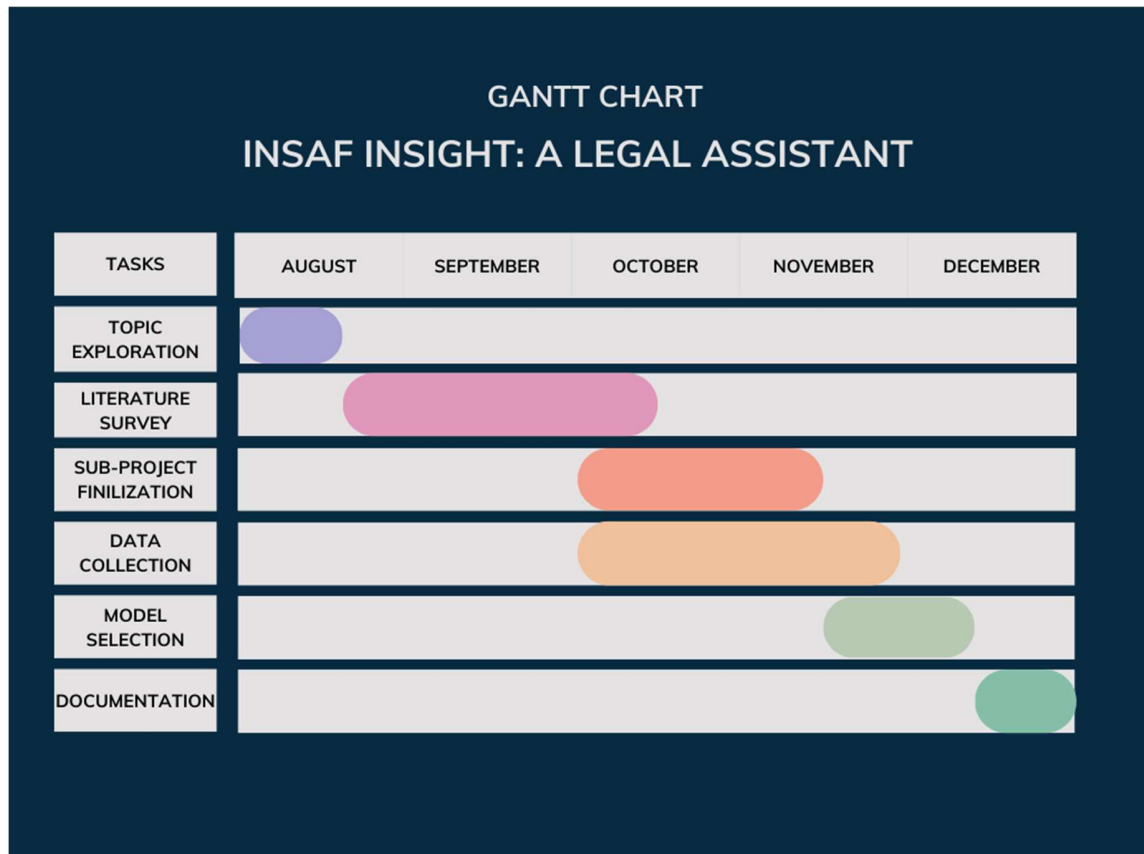 GANTT CHART
INSAF INSIGHT: A LEGAL ASSISTANT
TASKS
AUGUST
SEPTEMBER
OCTOBER
NOVEMBER
DECEMBER
TOPIC
EXPLORATION
LITERATURE
SURVEY
SUB-PROJECT
FINILIZATION
DATA
COLLECTION
MODEL
SELECTION
DOCUMENTATION